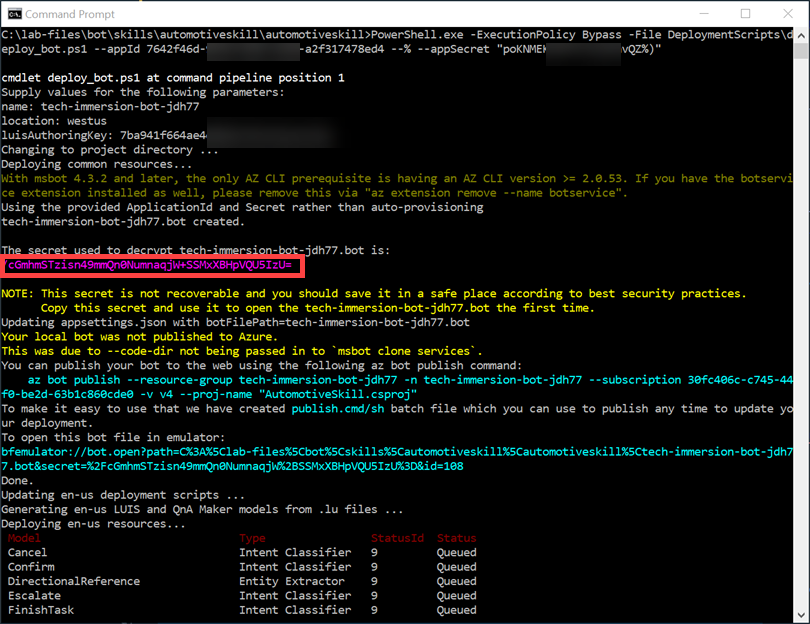 Command Prompt
C:\lab-files\bot\skills\automotiveskill\automotiveskill>PowerShell.exe -ExecutionPolicy Bypass -File DeploymentScripts\d
eploy_bot.ps1 --appId 7642f46d- -a2f317478ed4 --% --appSecret "poKNMEK vQZ%)"
cmdlet deploy_bot.ps1 at command pipeline position 1
Supply values for the following parameters:
name: tech-immersion-bot-jdh77
location: westus
luisAuthoringKey: 7ba941f664ae4
Changing to project directory ...
Deploying common resources...
With msbot 4.3.2 and later, the only AZ CLI prerequisite is having an AZ CLI version >= 2.0.53. If you have the botservi
ce extension installed as well, please remove this via "az extension remove --name botservice".
Using the provided ApplicationId and Secret rather than auto-provisioning
tech-immersion-bot-jdh77.bot created.
The secret used to decrypt tech-immersion-bot-jdh77.bot is:
/cGmhmSTzisn49mmQn0NumnaqjW+SSMxXBHpVQU5IzU=
NOTE: This secret is not recoverable and you should save it in a safe place according to best security practices.
Copy this secret and use it to open the tech-immersion-bot-jdh77.bot the first time.
Updating appsettings.json with botFilePath=tech-immersion-bot-jdh77.bot
Your local bot was not published to Azure.
This was due to --code-dir not being passed in to `msbot clone services`.
You can publish your bot to the web using the following az bot publish command:
az bot publish --resource-group tech-immersion-bot-jdh77 -n tech-immersion-bot-jdh77 --subscription 30fc406c-c745-44
f0-be2d-63b1c860cde0 -v v4 --proj-name "AutomotiveSkill.csproj"
To make it easy to use that we have created publish.cmd/sh batch file which you can use to publish any time to update yo
ur deployment.
To open this bot file in emulator:
bfemulator://bot.open?path=C%3A%5Clab-files%5Cbot%5Cskills%5Cautomotiveskill%5Cautomotiveskill%5Ctech-immersion-bot-jdh7
7.bot&secret=%2FcGmhmSTzisn49mmQn0NumnaqjW%2BSSMxXBHpVQU5IzU%3D&id=108
Done.
Updating en-us deployment scripts ...
Generating en-us LUIS and QnA Maker models from .lu files ...
Deploying en-us resources...
Model Type StatusId Status
Cancel Intent Classifier 9 Queued
Confirm Intent Classifier 9 Queued
DirectionalReference Entity Extractor 9 Queued
Escalate Intent Classifier 9 Queued
FinishTask Intent Classifier 9 Queued